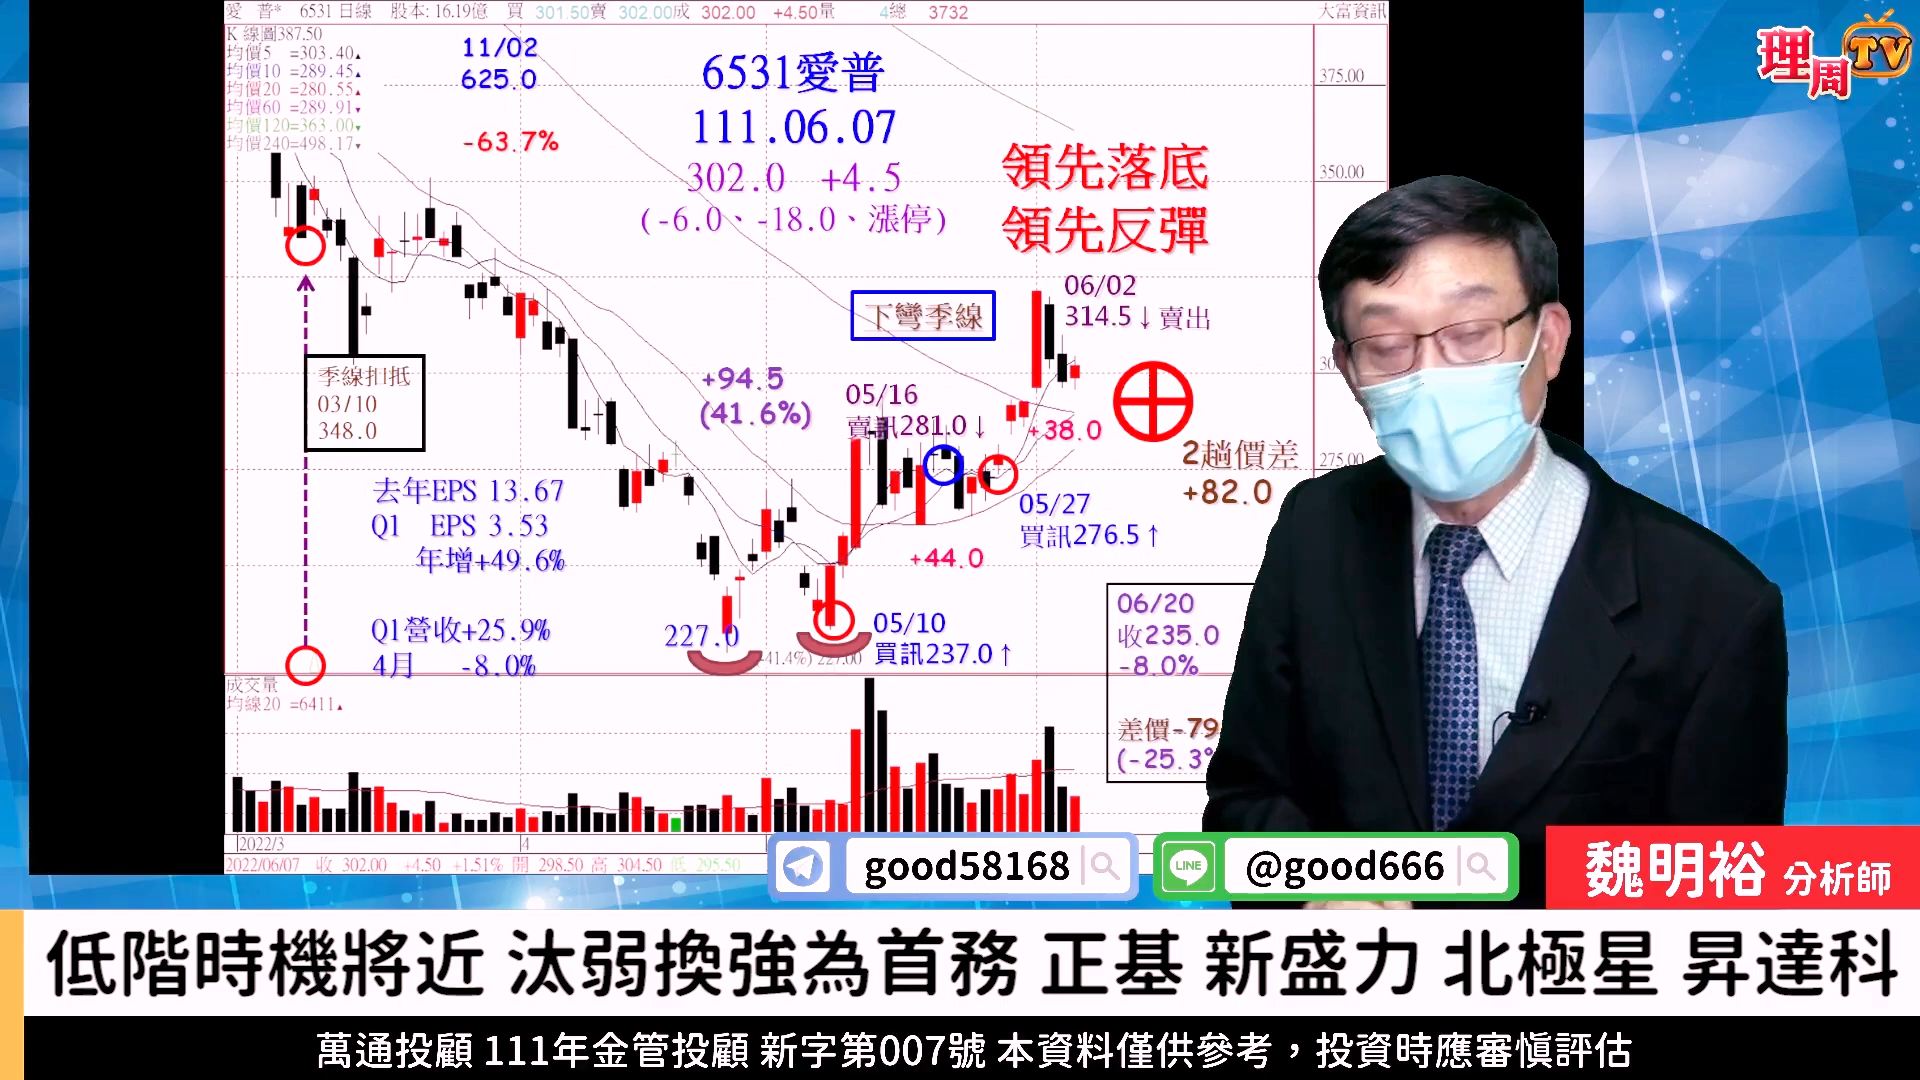 愛 普* 6531 日線 股本: 16.19億 買 301.50賣 302.00成 302.00 +4.50量 4總 3732 大富資訊
K 線圖387.50
均價5 =303.40▲
均價10 =289.45▲
均價20 =280.55▲
均價60 =289.91▼
均價120=363.00▼
均價240=498.17▼
11/02
625.0
-63.7%
6531愛普
111.06.07
302.0 +4.5
(-6.0、-18.0、漲停)
領先落底
領先反彈
375.00
350.00
275.00
理周TV
06/02
314.5↓賣出
下彎季線
季線扣抵
03/10
348.0
+94.5
(41.6%)
05/16
賣訊281.0↓
+38.0
2趟價差
+82.0
05/27
買訊276.5↑
+44.0
去年EPS 13.67
Q1 EPS 3.53
年增+49.6%
Q1營收+25.9%
4月 -8.0%
227.0
05/10
買訊237.0↑
-41.4%) 227.00
06/20
收235.0
-8.0%
差價-79
(-25.3%
成交量
均線20 =6411▲
2022/3
4
2022/06/07 收 302.00 +4.50 +1.51% 開 298.50 高 304.50 低 295.50
good58168
LINE
@good666
魏明裕 分析師
低階時機將近 汰弱換強為首務 正基 新盛力 北極星 昇達科
萬通投顧 111年金管投顧 新字第007號 本資料僅供參考，投資時應審慎評估